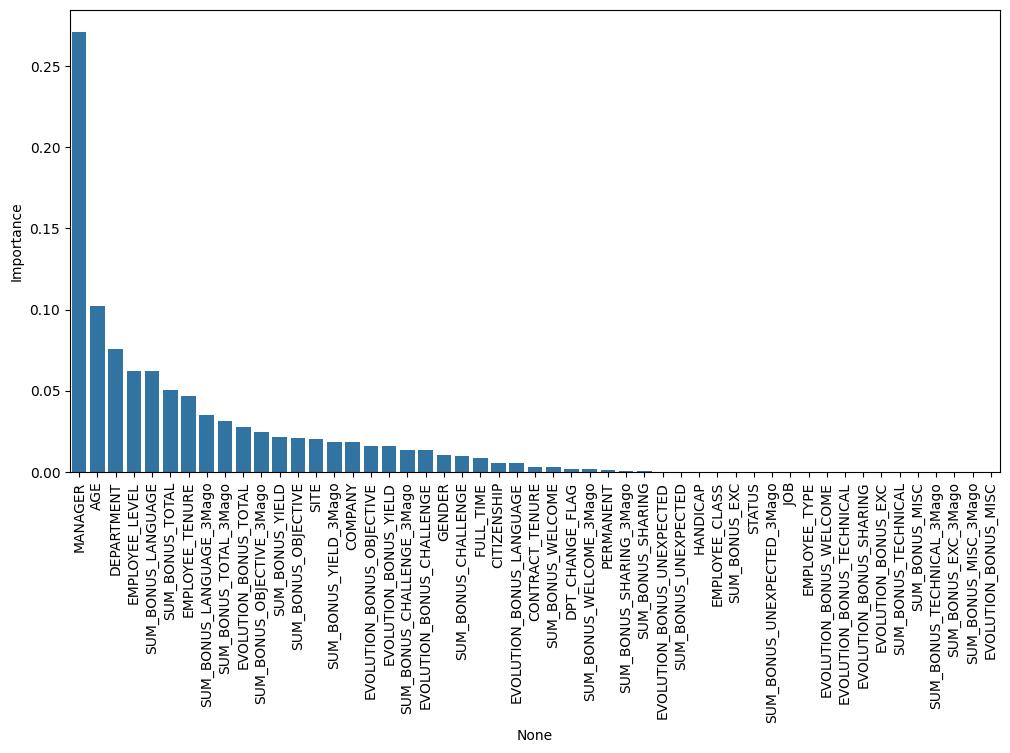 0.25
0.20
0.15
0.10
0.05
0.00
Importance
MANAGER
AGE
DEPARTMENT
EMPLOYEE_LEVEL
SUM_BONUS_LANGUAGE
SUM_BONUS_TOTAL
EMPLOYEE_TENURE
SUM_BONUS_LANGUAGE_3Mago
SUM_BONUS_TOTAL_3Mago
EVOLUTION_BONUS_TOTAL
SUM_BONUS_OBJECTIVE_3Mago
SUM_BONUS_YIELD
SUM_BONUS_OBJECTIVE
SITE
SUM_BONUS_YIELD_3Mago
COMPANY
EVOLUTION_BONUS_OBJECTIVE
EVOLUTION_BONUS_YIELD
SUM_BONUS_CHALLENGE_3Mago
EVOLUTION_BONUS_CHALLENGE
GENDER
SUM_BONUS_CHALLENGE
FULL_TIME
CITIZENSHIP
EVOLUTION_BONUS_LANGUAGE
CONTRACT_TENURE
SUM_BONUS_WELCOME
DPT_CHANGE_FLAG
SUM_BONUS_WELCOME_3Mago
PERMANENT
SUM_BONUS_SHARING_3Mago
SUM_BONUS_SHARING
EVOLUTION_BONUS_UNEXPECTED
SUM_BONUS_UNEXPECTED
HANDICAP
EMPLOYEE_CLASS
SUM_BONUS_EXC
STATUS
SUM_BONUS_UNEXPECTED_3Mago
JOB
EMPLOYEE_TYPE
EVOLUTION_BONUS_WELCOME
EVOLUTION_BONUS_TECHNICAL
EVOLUTION_BONUS_SHARING
EVOLUTION_BONUS_EXC
SUM_BONUS_TECHNICAL
SUM_BONUS_MISC
SUM_BONUS_TECHNICAL_3Mago
SUM_BONUS_EXC_3Mago
SUM_BONUS_MISC_3Mago
EVOLUTION_BONUS_MISC
None